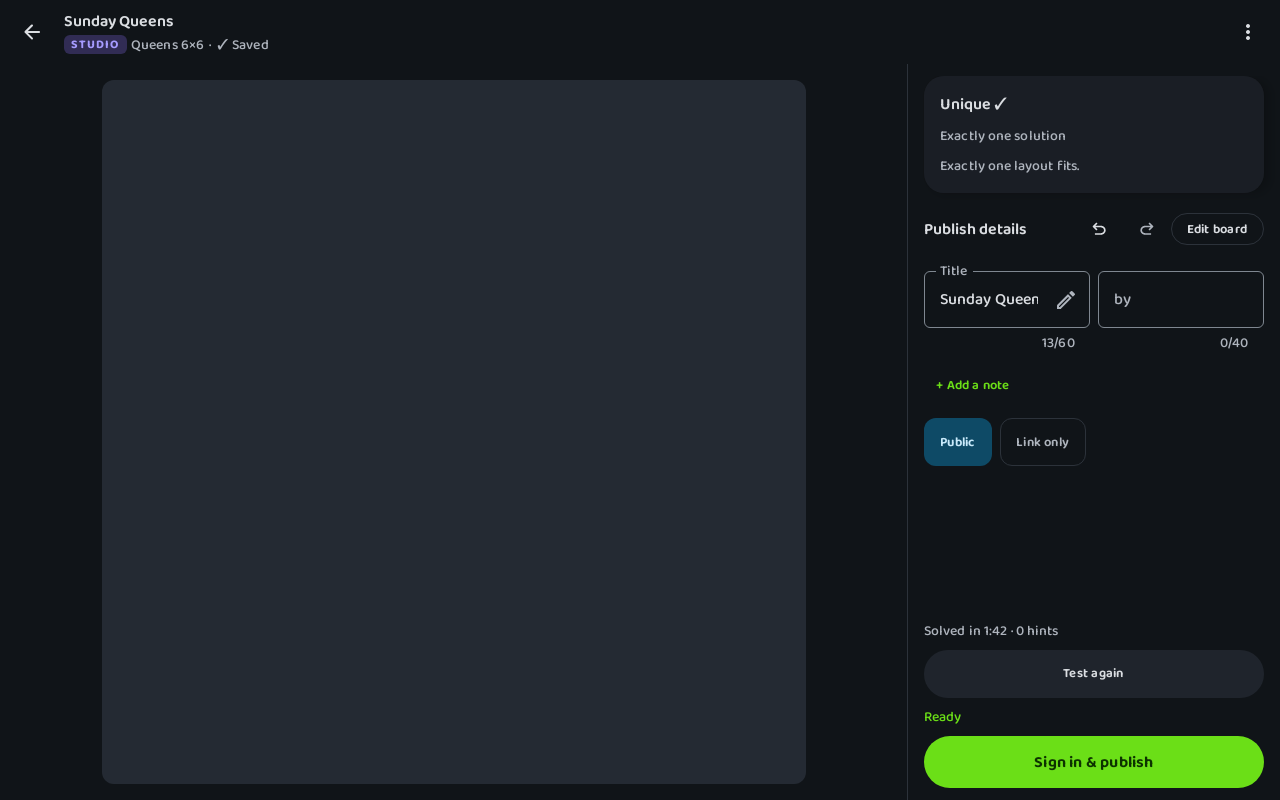 Sunday Queens
STUDIO Queens 6×6 · ✓ Saved
Unique ✓
Exactly one solution
Exactly one layout fits.
Publish details
Edit board
Title
Sunday Queen
by
13/60
0/40
+ Add a note
Public
Link only
Solved in 1:42 · 0 hints
Test again
Ready
Sign in & publish